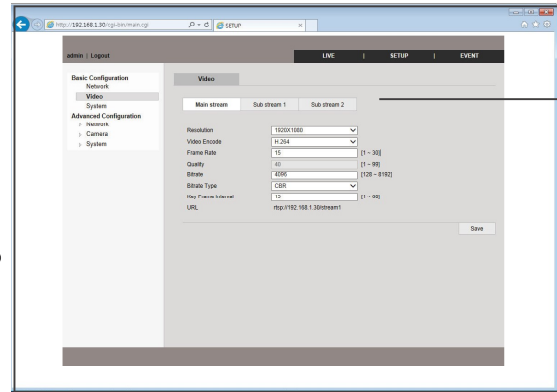 http://192.168.1.30/cgi-bin/main.cgi
SETUP
admin | Logout
LIVE | SETUP | EVENT
Basic Configuration
Network
Video
System
Advanced Configuration
Network
Camera
System
Video
Main stream Sub stream 1 Sub stream 2
Resolution 1920X1080
Video Encode H.264
Frame Rate 15 [1 ~ 30]
Quality 40 [1 ~ 99]
Bitrate 4096 [128 ~ 8192]
Bitrate Type CBR
Key Frame Interval 15 [1 ~ 99]
URL rtsp://192.168.1.30/stream1
Save